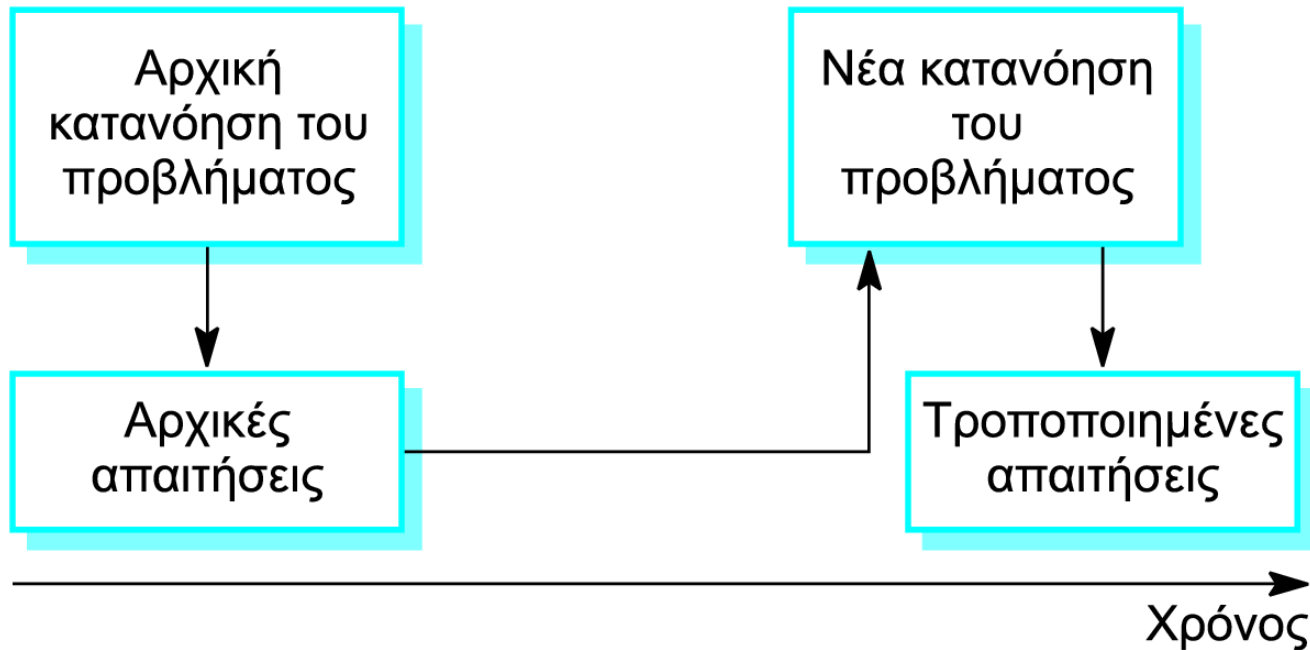 Αρχική
κατανόηση του
προβλήματος
Νέα κατανόηση
του
προβλήματος
Αρχικές
απαιτήσεις
Τροποποιημένες
απαιτήσεις
Χρόνος